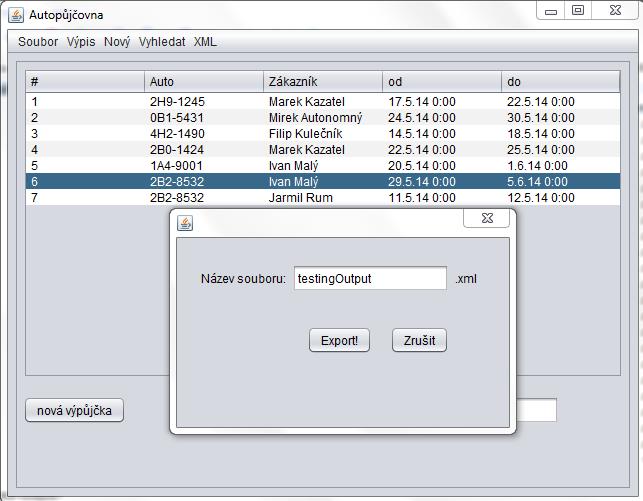 Autopůjčovna
Soubor Výpis Nový Vyhledat XML
# Auto Zákazník od do
1 2H9-1245 Marek Kazatel 17.5.14 0:00 22.5.14 0:00
2 0B1-5431 Mirek Autonomný 24.5.14 0:00 30.5.14 0:00
3 4H2-1490 Filip Kulečník 14.5.14 0:00 18.5.14 0:00
4 2B0-1424 Marek Kazatel 22.5.14 0:00 25.5.14 0:00
5 1A4-9001 Ivan Malý 20.5.14 0:00 1.6.14 0:00
6 2B2-8532 Ivan Malý 29.5.14 0:00 5.6.14 0:00
7 2B2-8532 Jarmil Rum 11.5.14 0:00 12.5.14 0:00
Název souboru: testingOutput .xml
Export! Zrušit
nová výpůjčka